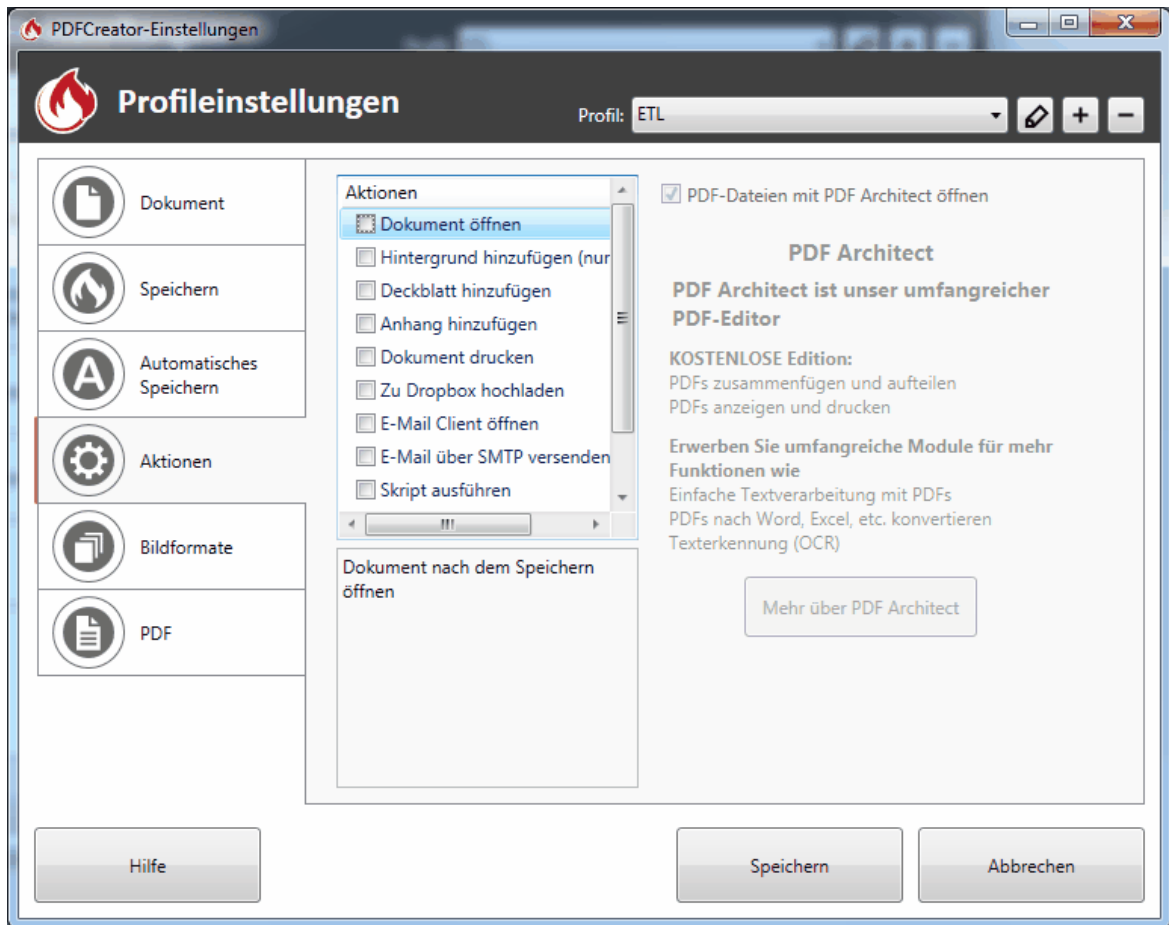 PDFCreator-Einstellungen
Profileinstellungen
Profil:
ETL
Dokument
Speichern
Automatisches
Speichern
Aktionen
Bildformate
PDF
Aktionen
Dokument öffnen
Hintergrund hinzufügen (nur
Deckblatt hinzufügen
Anhang hinzufügen
Dokument drucken
Zu Dropbox hochladen
E-Mail Client öffnen
E-Mail über SMTP versenden
Skript ausführen
Dokument nach dem Speichern
öffnen
PDF-Dateien mit PDF Architect öffnen
PDF Architect
PDF Architect ist unser umfangreicher
PDF-Editor
KOSTENLOSE Edition:
PDFs zusammenfügen und aufteilen
PDFs anzeigen und drucken
Erwerben Sie umfangreiche Module für mehr
Funktionen wie
Einfache Textverarbeitung mit PDFs
PDFs nach Word, Excel, etc. konvertieren
Texterkennung (OCR)
Mehr über PDF Architect
Hilfe
Speichern
Abbrechen